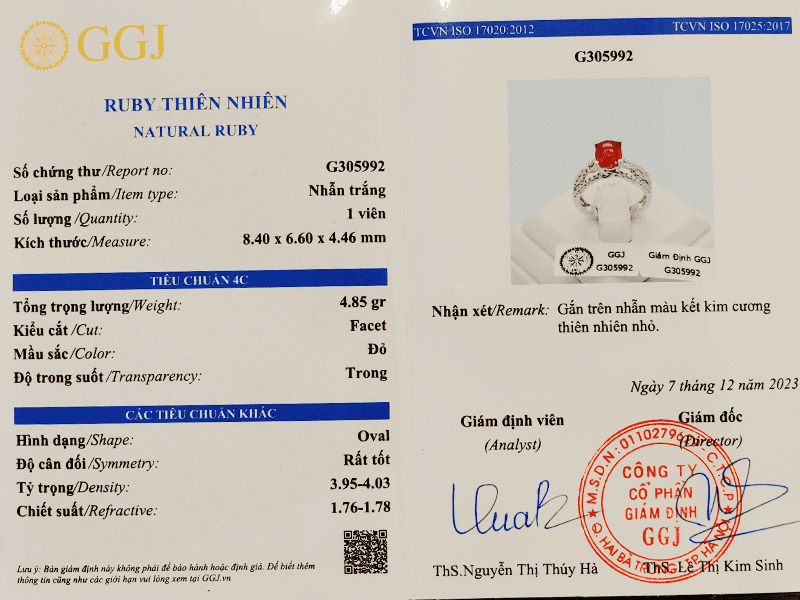 GGJ
RUBY THIÊN NHIÊN
NATURAL RUBY
Số chứng thư/Report no: G305992
Loại sản phẩm/Item type: Nhẫn trắng
Số lượng /Quantity: 1 viên
Kích thước/Measure: 8.40 x 6.60 x 4.46 mm
TIÊU CHUẨN 4C
Tổng trọng lượng/Weight: 4.85 gr
Kiểu cắt /Cut: Facet
Mầu sắc/Color: Đỏ
Độ trong suốt /Transparency: Trong
CÁC TIÊU CHUẨN KHÁC
Hình dạng/Shape: Oval
Độ cân đối /Symmetry: Rất tốt
Tỷ trọng/Density: 3.95-4.03
Chiết suất/Refractive: 1.76-1.78
Lưu ý: Bản giám định này không phải để bảo hành hoặc định giá. Để biết thêm
thông tin cũng như các giới hạn vui lòng xem tại GGJ.vn
TCVN ISO 17020:2012 TCVN ISO 17025:2017
G305992
GGJ
G305992
Giám Định GGJ
G305992
Nhận xét/Remark: Gắn trên nhẫn màu kết kim cương
thiên nhiên nhỏ.
Ngày 7 tháng 12 năm 2023
Giám định viên
(Analyst)
Giám đốc
(Director)
M.S.D.N: C.T.C.P
CÔNG TY
CỔ PHẦN
GIÁM ĐỊNH
GGJ
Q. HAI BÀ TRƯNG - TP. HÀ NỘI
ThS.Nguyễn Thị Thúy Hà
ThS. Lê Thị Kim Sinh